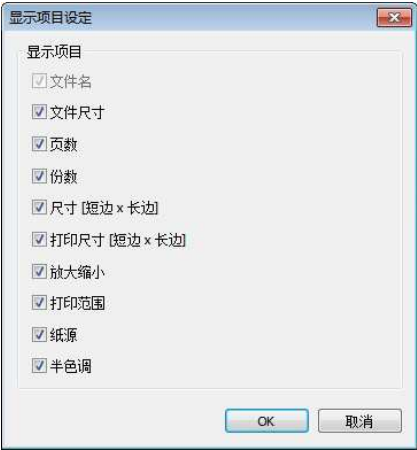 显示项目设定
显示项目
文件名
文件尺寸
页数
份数
尺寸 [短边 x 长边]
打印尺寸 [短边 x 长边]
放大缩小
打印范围
纸源
半色调
OK 取消